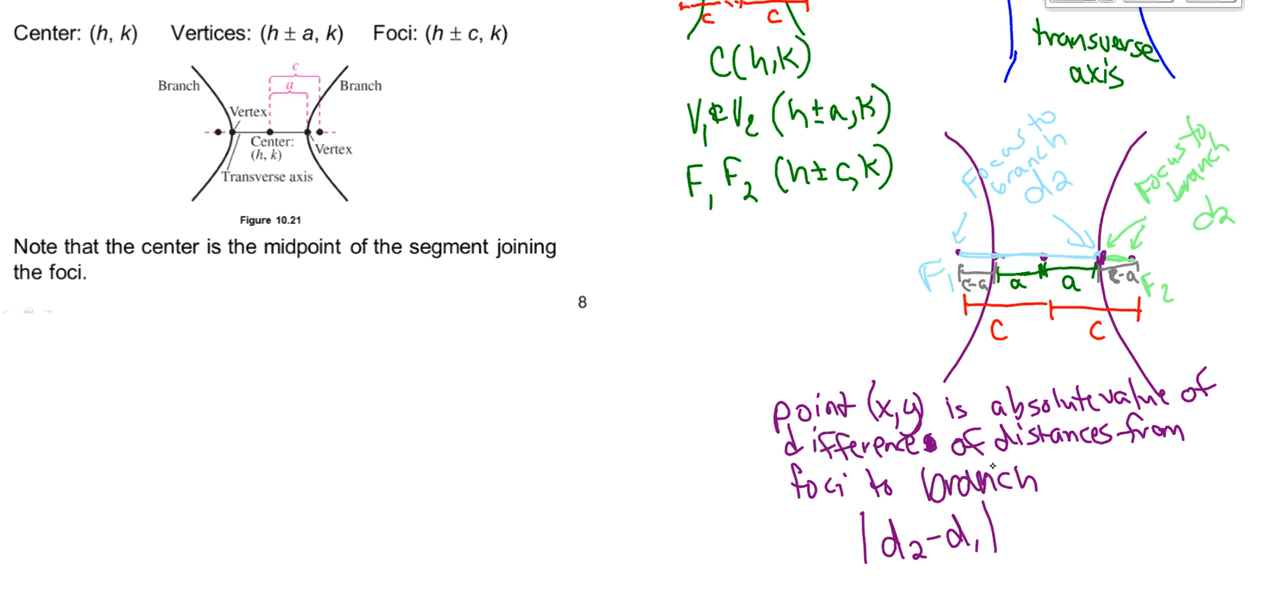 Center: (h, k) Vertices: (h ± a, k) Foci: (h ± c, k)
c
a
Branch
Branch
Vertex
Center:
(h, k)
Vertex
Transverse axis
Figure 10.21
Note that the center is the midpoint of the segment joining
the foci.
8
c c
transverse
axis
C(h,k)
V1 & V2 (h±a,k)
F1 F2 (h±c,k)
Focus to
branch
d2
Focus to
branch
d2
F1
c-a
a
a
c-a
F2
C
C
point (x,y) is absolute value of
differences of distances from
foci to branch
|d2-d1|